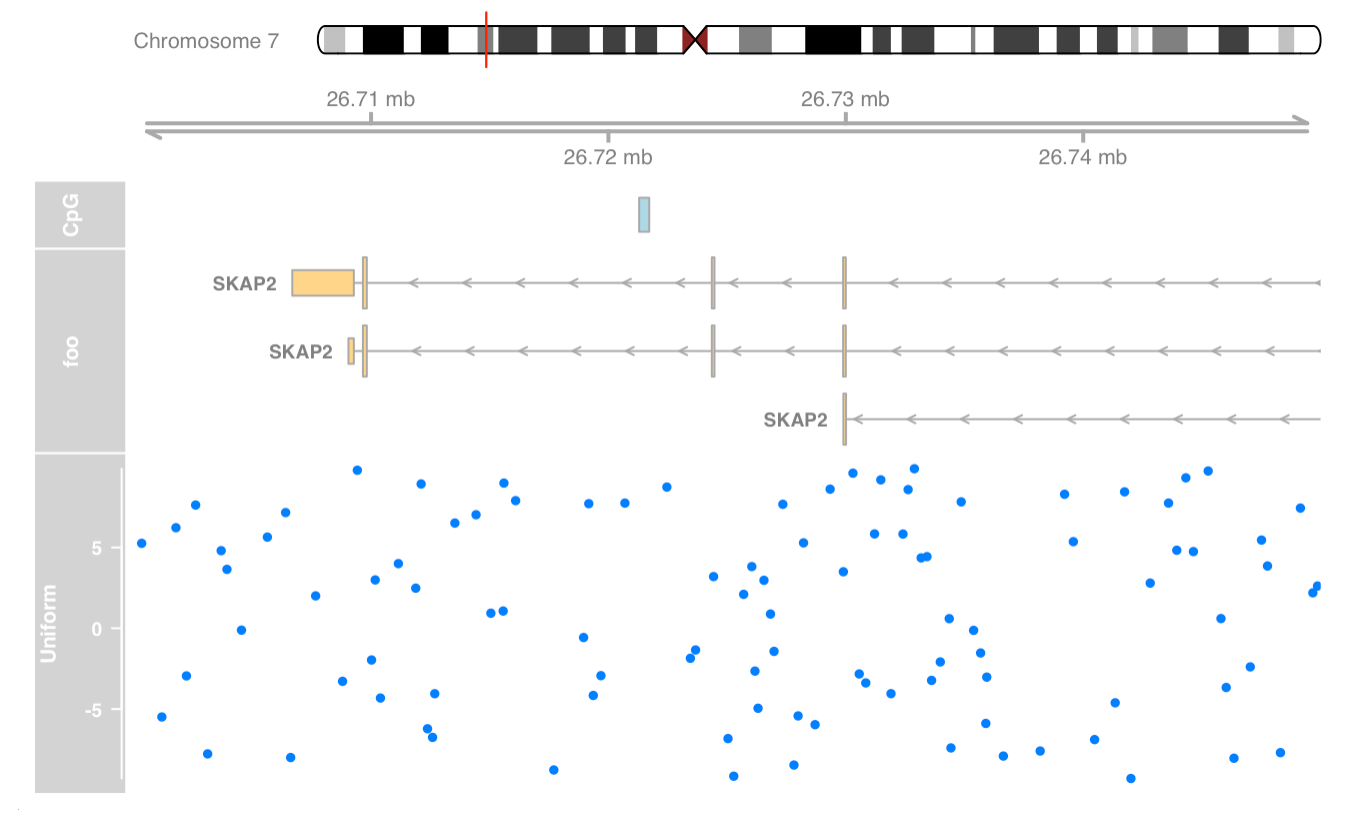 Chromosome 7
26.71 mb
26.73 mb
26.72 mb
26.74 mb
CpG
foo
SKAP2
SKAP2
SKAP2
Uniform
5
0
-5